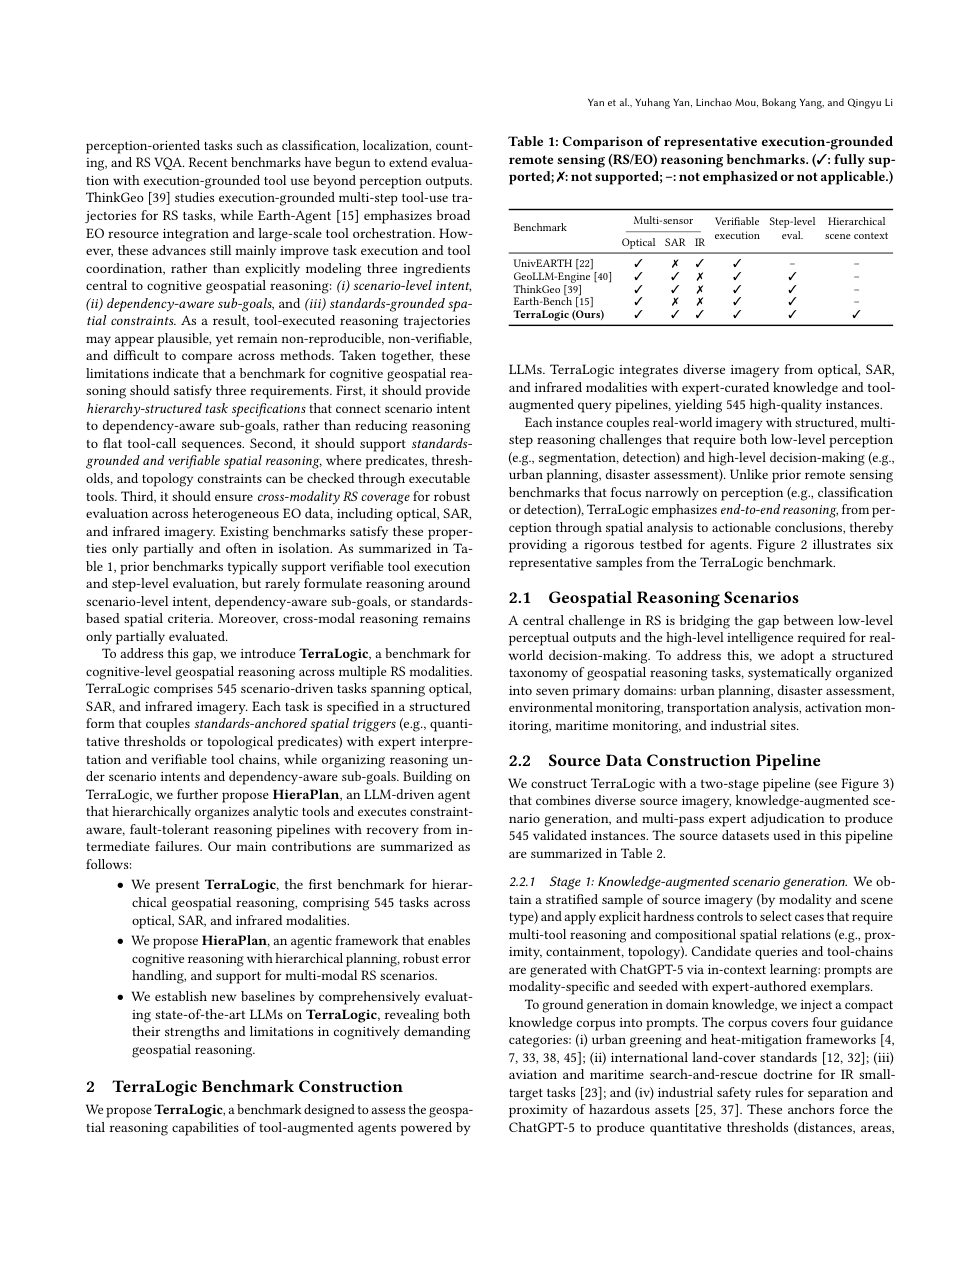 Yan et al., Yuhang Yan, Linchao Mou, Bokang Yang, and Qingyu Li
perception-oriented tasks such as classification, localization, count-
ing, and RS VQA. Recent benchmarks have begun to extend evalua-
tion with execution-grounded tool use beyond perception outputs.
ThinkGeo [39] studies execution-grounded multi-step tool-use tra-
jectories for RS tasks, while Earth-Agent [15] emphasizes broad
EO resource integration and large-scale tool orchestration. How-
ever, these advances still mainly improve task execution and tool
coordination, rather than explicitly modeling three ingredients
central to cognitive geospatial reasoning: (i) scenario-level intent,
(ii) dependency-aware sub-goals, and (iii) standards-grounded spa-
tial constraints. As a result, tool-executed reasoning trajectories
may appear plausible, yet remain non-reproducible, non-verifiable,
and difficult to compare across methods. Taken together, these
limitations indicate that a benchmark for cognitive geospatial rea-
soning should satisfy three requirements. First, it should provide
hierarchy-structured task specifications that connect scenario intent
to dependency-aware sub-goals, rather than reducing reasoning
to flat tool-call sequences. Second, it should support standards-
grounded and verifiable spatial reasoning, where predicates, thresh-
olds, and topology constraints can be checked through executable
tools. Third, it should ensure cross-modality RS coverage for robust
evaluation across heterogeneous EO data, including optical, SAR,
and infrared imagery. Existing benchmarks satisfy these proper-
ties only partially and often in isolation. As summarized in Ta-
ble 1, prior benchmarks typically support verifiable tool execution
and step-level evaluation, but rarely formulate reasoning around
scenario-level intent, dependency-aware sub-goals, or standards-
based spatial criteria. Moreover, cross-modal reasoning remains
only partially evaluated.
To address this gap, we introduce TerraLogic, a benchmark for
cognitive-level geospatial reasoning across multiple RS modalities.
TerraLogic comprises 545 scenario-driven tasks spanning optical,
SAR, and infrared imagery. Each task is specified in a structured
form that couples standards-anchored spatial triggers (e.g., quanti-
tative thresholds or topological predicates) with expert interpre-
tation and verifiable tool chains, while organizing reasoning un-
der scenario intents and dependency-aware sub-goals. Building on
TerraLogic, we further propose HieraPlan, an LLM-driven agent
that hierarchically organizes analytic tools and executes constraint-
aware, fault-tolerant reasoning pipelines with recovery from in-
termediate failures. Our main contributions are summarized as
follows:
• We present TerraLogic, the first benchmark for hierar-
chical geospatial reasoning, comprising 545 tasks across
optical, SAR, and infrared modalities.
• We propose HieraPlan, an agentic framework that enables
cognitive reasoning with hierarchical planning, robust error
handling, and support for multi-modal RS scenarios.
• We establish new baselines by comprehensively evaluat-
ing state-of-the-art LLMs on TerraLogic, revealing both
their strengths and limitations in cognitively demanding
geospatial reasoning.
2 TerraLogic Benchmark Construction
We propose TerraLogic, a benchmark designed to assess the geospa-
tial reasoning capabilities of tool-augmented agents powered by
Table 1: Comparison of representative execution-grounded
remote sensing (RS/EO) reasoning benchmarks. (✓: fully sup-
ported; ✗: not supported; –: not emphasized or not applicable.)
Benchmark Multi-sensor Verifiable execution Step-level eval. Hierarchical scene context
Optical SAR IR
UnivEARTH [22] ✓ ✗ ✓ ✓ – –
GeoLLM-Engine [40] ✓ ✓ ✗ ✓ ✓ –
ThinkGeo [39] ✓ ✓ ✗ ✓ ✓ –
Earth-Bench [15] ✓ ✗ ✗ ✓ ✓ –
TerraLogic (Ours) ✓ ✓ ✓ ✓ ✓ ✓
LLMs. TerraLogic integrates diverse imagery from optical, SAR,
and infrared modalities with expert-curated knowledge and tool-
augmented query pipelines, yielding 545 high-quality instances.
Each instance couples real-world imagery with structured, multi-
step reasoning challenges that require both low-level perception
(e.g., segmentation, detection) and high-level decision-making (e.g.,
urban planning, disaster assessment). Unlike prior remote sensing
benchmarks that focus narrowly on perception (e.g., classification
or detection), TerraLogic emphasizes end-to-end reasoning, from per-
ception through spatial analysis to actionable conclusions, thereby
providing a rigorous testbed for agents. Figure 2 illustrates six
representative samples from the TerraLogic benchmark.
2.1 Geospatial Reasoning Scenarios
A central challenge in RS is bridging the gap between low-level
perceptual outputs and the high-level intelligence required for real-
world decision-making. To address this, we adopt a structured
taxonomy of geospatial reasoning tasks, systematically organized
into seven primary domains: urban planning, disaster assessment,
environmental monitoring, transportation analysis, activation mon-
itoring, maritime monitoring, and industrial sites.
2.2 Source Data Construction Pipeline
We construct TerraLogic with a two-stage pipeline (see Figure 3)
that combines diverse source imagery, knowledge-augmented sce-
nario generation, and multi-pass expert adjudication to produce
545 validated instances. The source datasets used in this pipeline
are summarized in Table 2.
2.2.1 Stage 1: Knowledge-augmented scenario generation. We ob-
tain a stratified sample of source imagery (by modality and scene
type) and apply explicit hardness controls to select cases that require
multi-tool reasoning and compositional spatial relations (e.g., prox-
imity, containment, topology). Candidate queries and tool-chains
are generated with ChatGPT-5 via in-context learning: prompts are
modality-specific and seeded with expert-authored exemplars.
To ground generation in domain knowledge, we inject a compact
knowledge corpus into prompts. The corpus covers four guidance
categories: (i) urban greening and heat-mitigation frameworks [4,
7, 33, 38, 45]; (ii) international land-cover standards [12, 32]; (iii)
aviation and maritime search-and-rescue doctrine for IR small-
target tasks [23]; and (iv) industrial safety rules for separation and
proximity of hazardous assets [25, 37]. These anchors force the
ChatGPT-5 to produce quantitative thresholds (distances, areas,